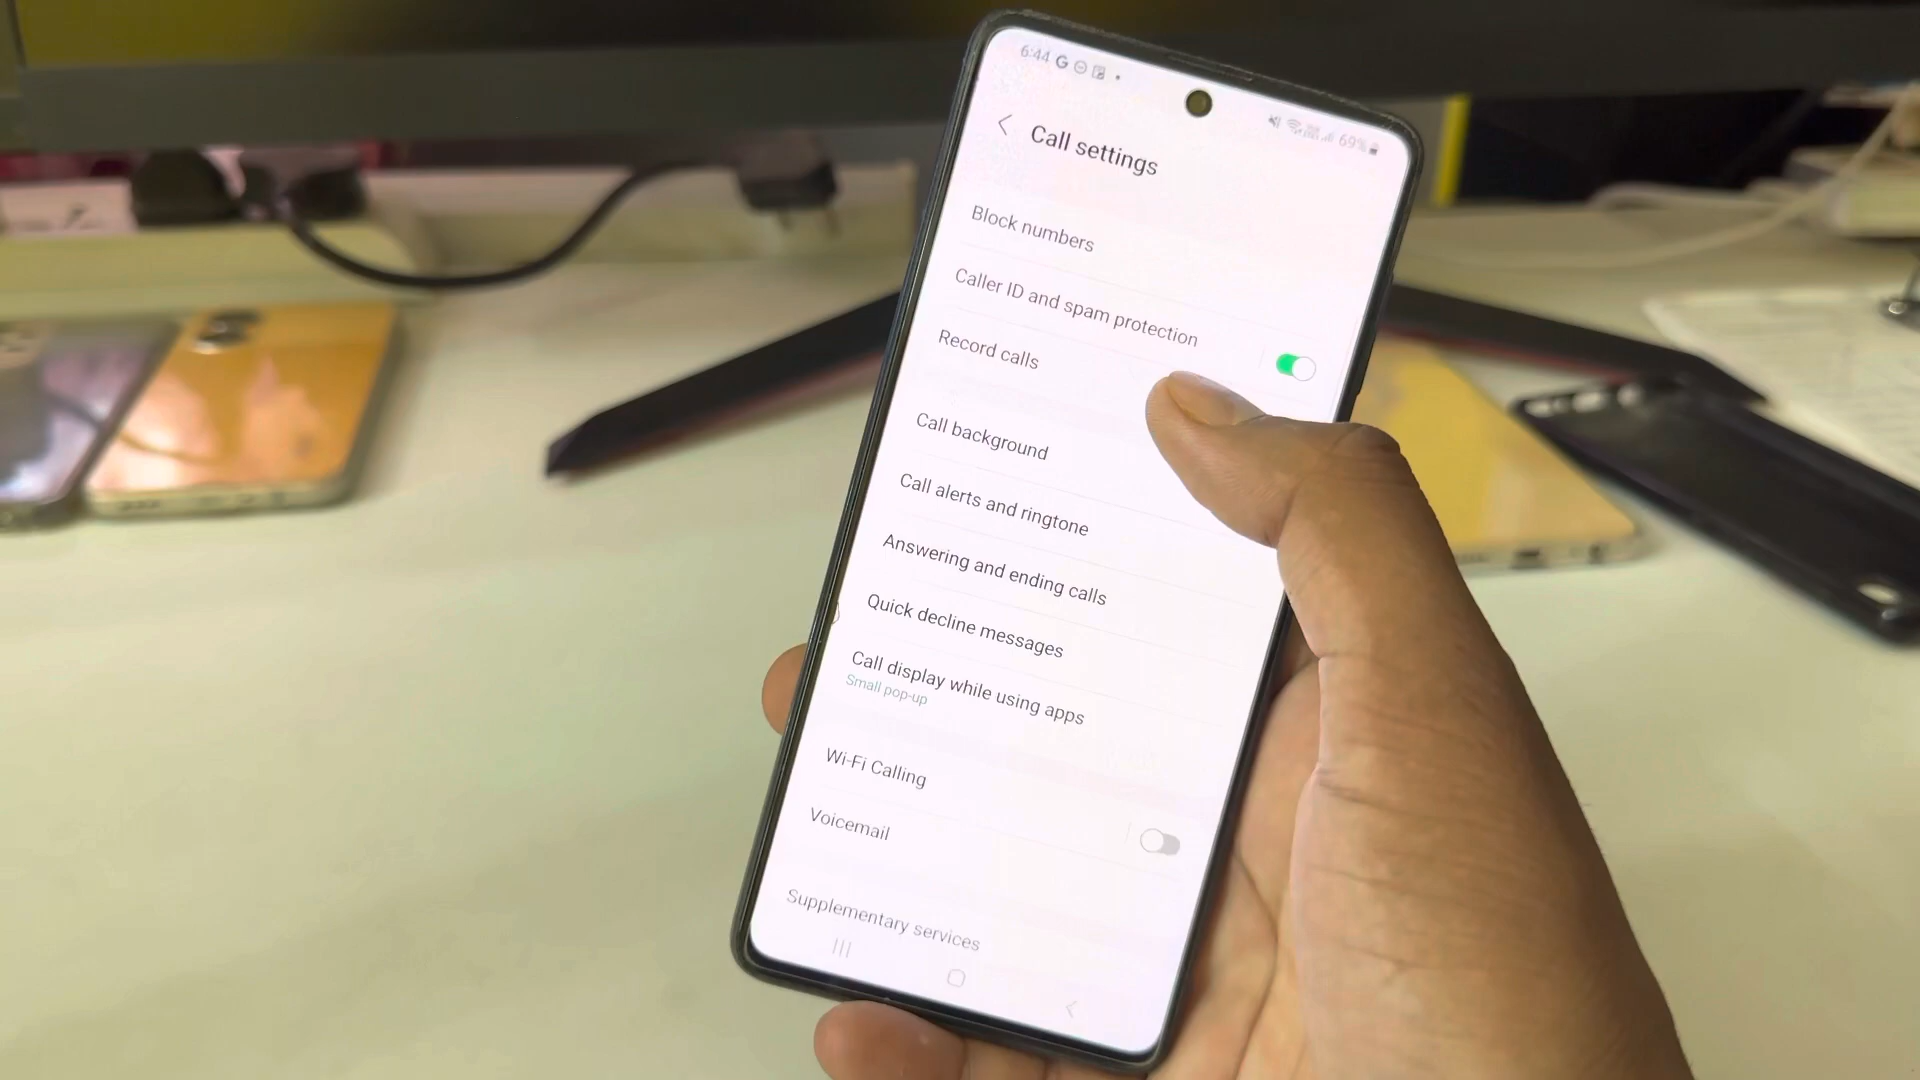 6:44 G
69%
Call settings
Block numbers
Caller ID and spam protection
Record calls
Call background
Call alerts and ringtone
Answering and ending calls
Quick decline messages
Call display while using apps
Small pop-up
Wi-Fi Calling
Voicemail
Supplementary services